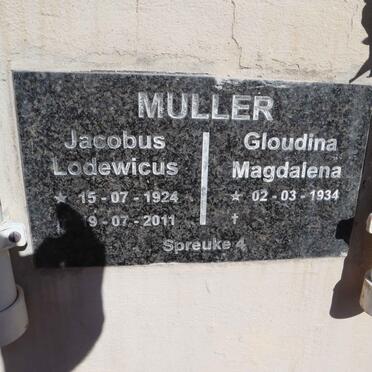 MULLER
Jacobus
Lodewicus
★ 15-07-1924
9-07-2011
Gloudina
Magdalena
★ 02-03-1934
✝
Spreuke 4